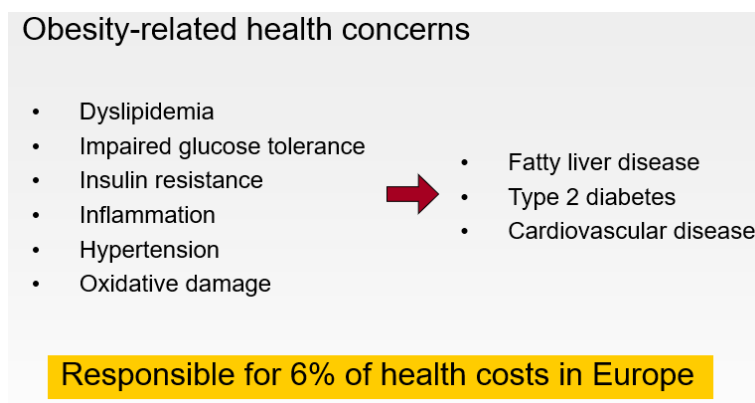 Obesity-related health concerns
• Dyslipidemia
• Impaired glucose tolerance
• Insulin resistance
• Inflammation
• Hypertension
• Oxidative damage
• Fatty liver disease
• Type 2 diabetes
• Cardiovascular disease
Responsible for 6% of health costs in Europe